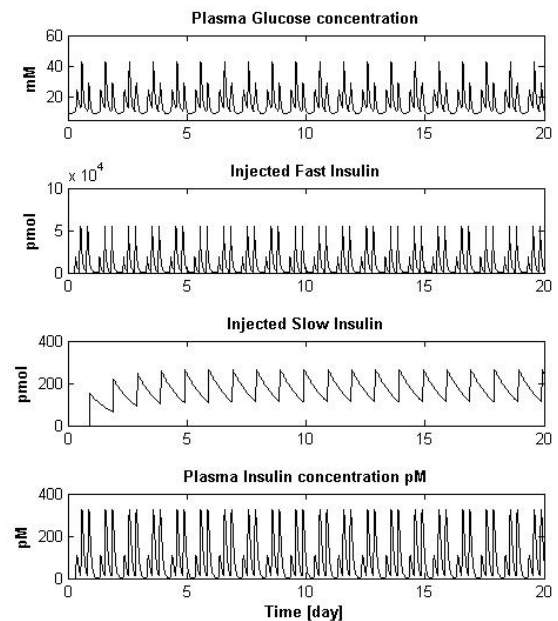 Plasma Glucose concentration
60
40
20
mM
0 5 10 15 20
Injected Fast Insulin
x 10^4
10
5
0
pmol
0 5 10 15 20
Injected Slow Insulin
400
200
0
pmol
0 5 10 15 20
Plasma Insulin concentration pM
400
200
0
pM
0 5 10 15 20
Time [day]